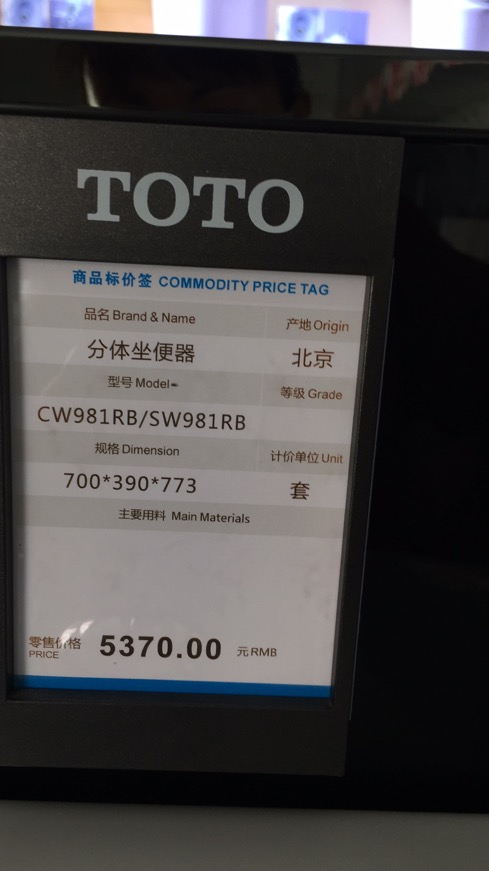 TOTO
商品标价签 COMMODITY PRICE TAG
品名 Brand & Name
产地 Origin
分体坐便器
北京
型号 Model
等级 Grade
CW981RB/SW981RB
规格 Dimension
计价单位 Unit
700*390*773
套
主要用料 Main Materials
零售价格
PRICE
5370.00
元 RMB